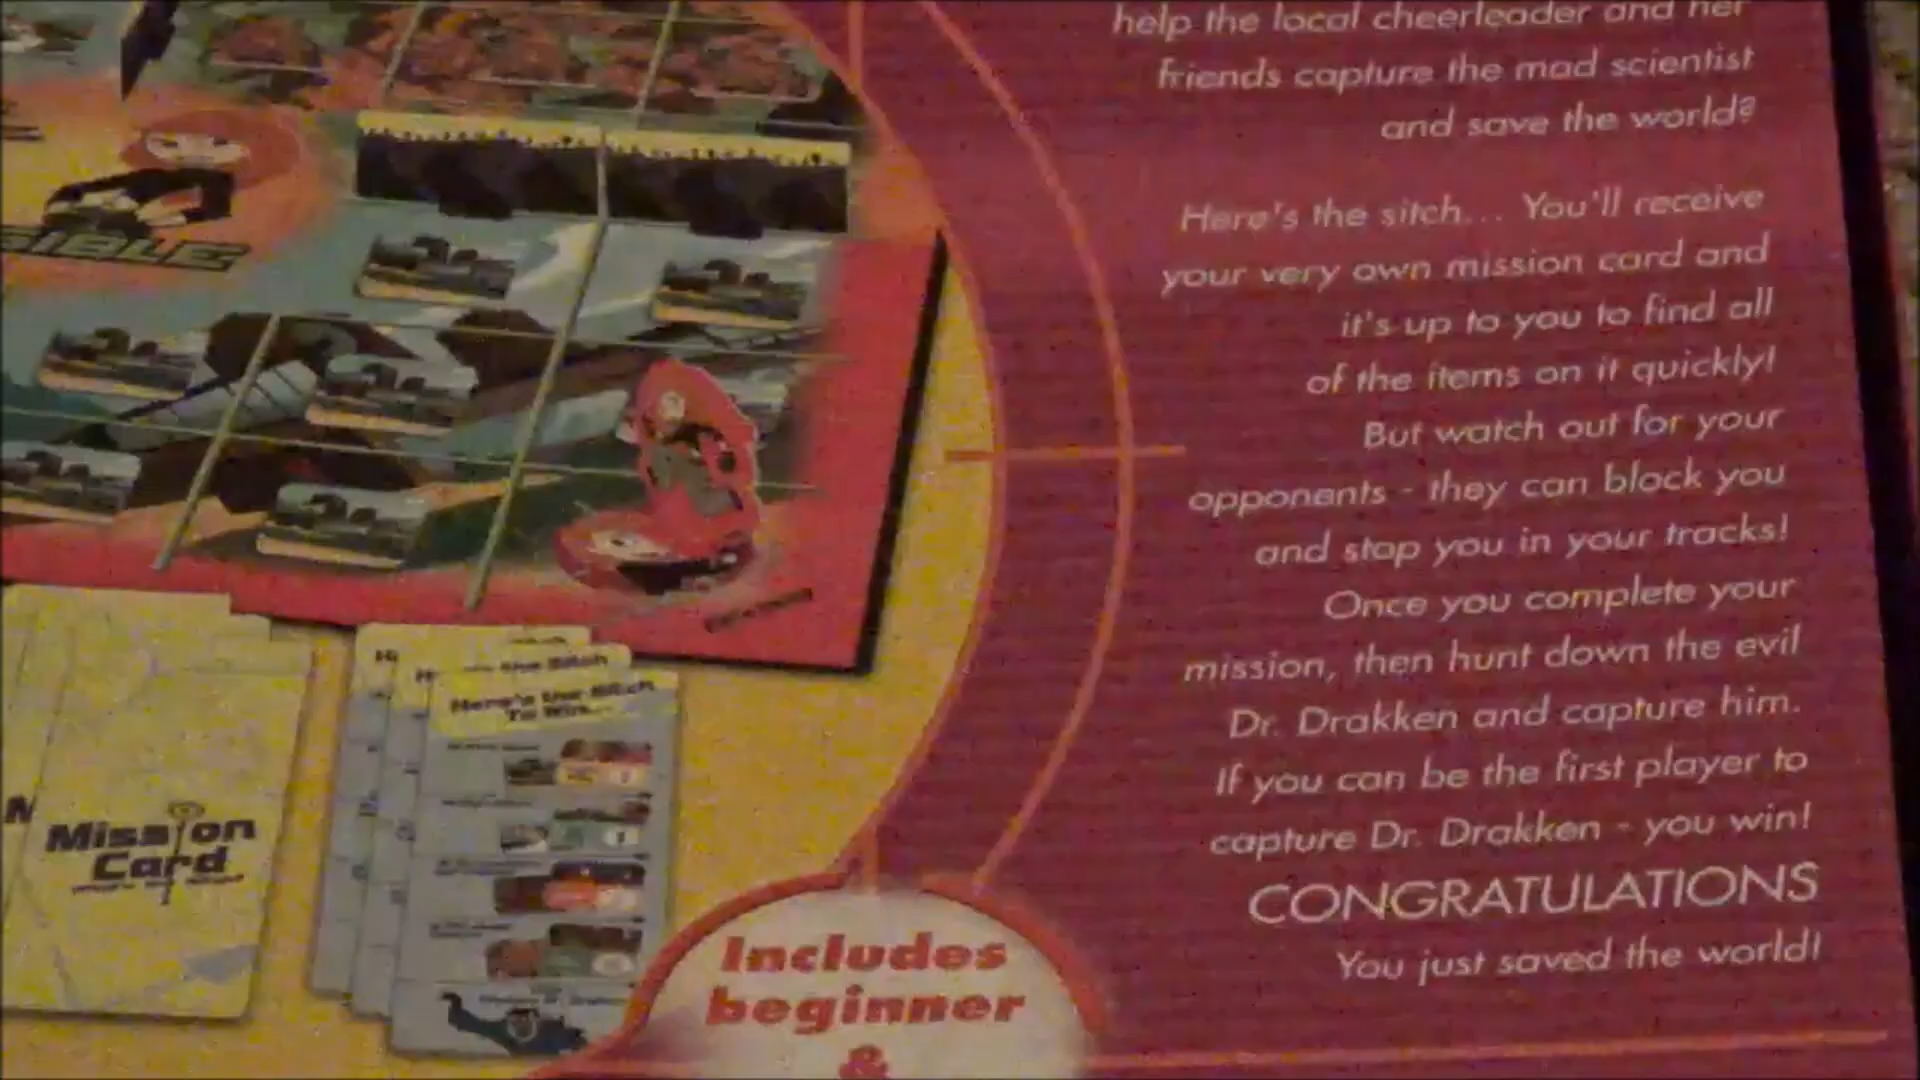 help the local cheerleader and her
friends capture the mad scientist
and save the world?
Here's the sitch... You'll receive
your very own mission card and
it's up to you to find all
of the items on it quickly!
But watch out for your
opponents - they can block you
and stop you in your tracks!
Once you complete your
mission, then hunt down the evil
Dr. Drakken and capture him.
If you can be the first player to
capture Dr. Drakken - you win!
CONGRATULATIONS
You just saved the world!
SIBLE
the Sitch
Here's the Sitch
To Win...
Mission
Card
Includes
beginner
&